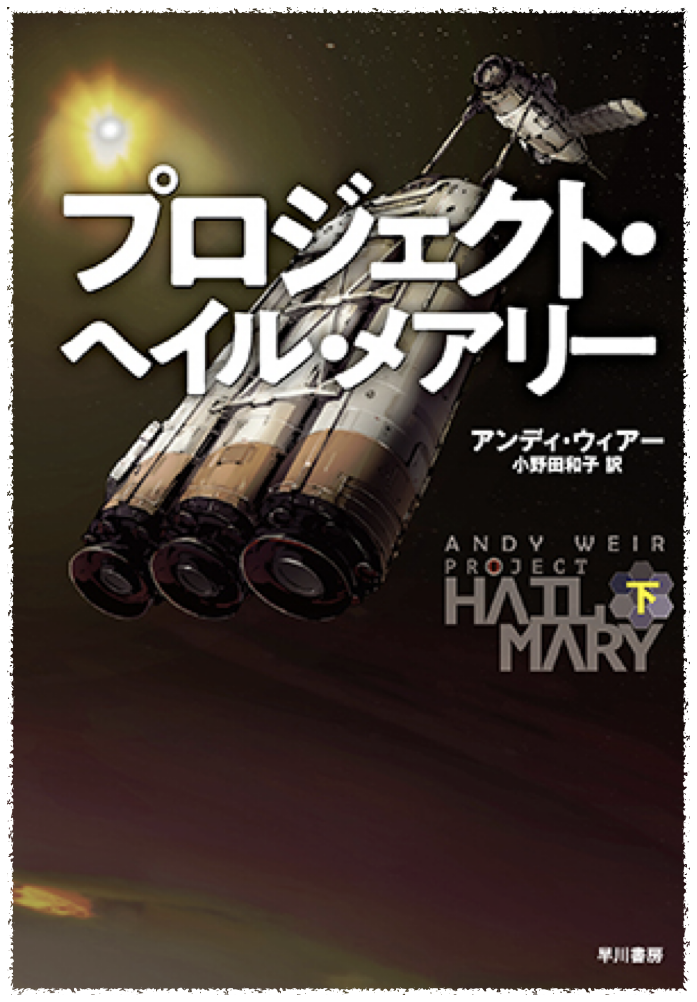 プロジェクト・
ヘイル・メアリー
アンディ・ウィアー
小野田和子 訳
ANDY WEIR
PROJECT
HAIL
下
MARY
早川書房